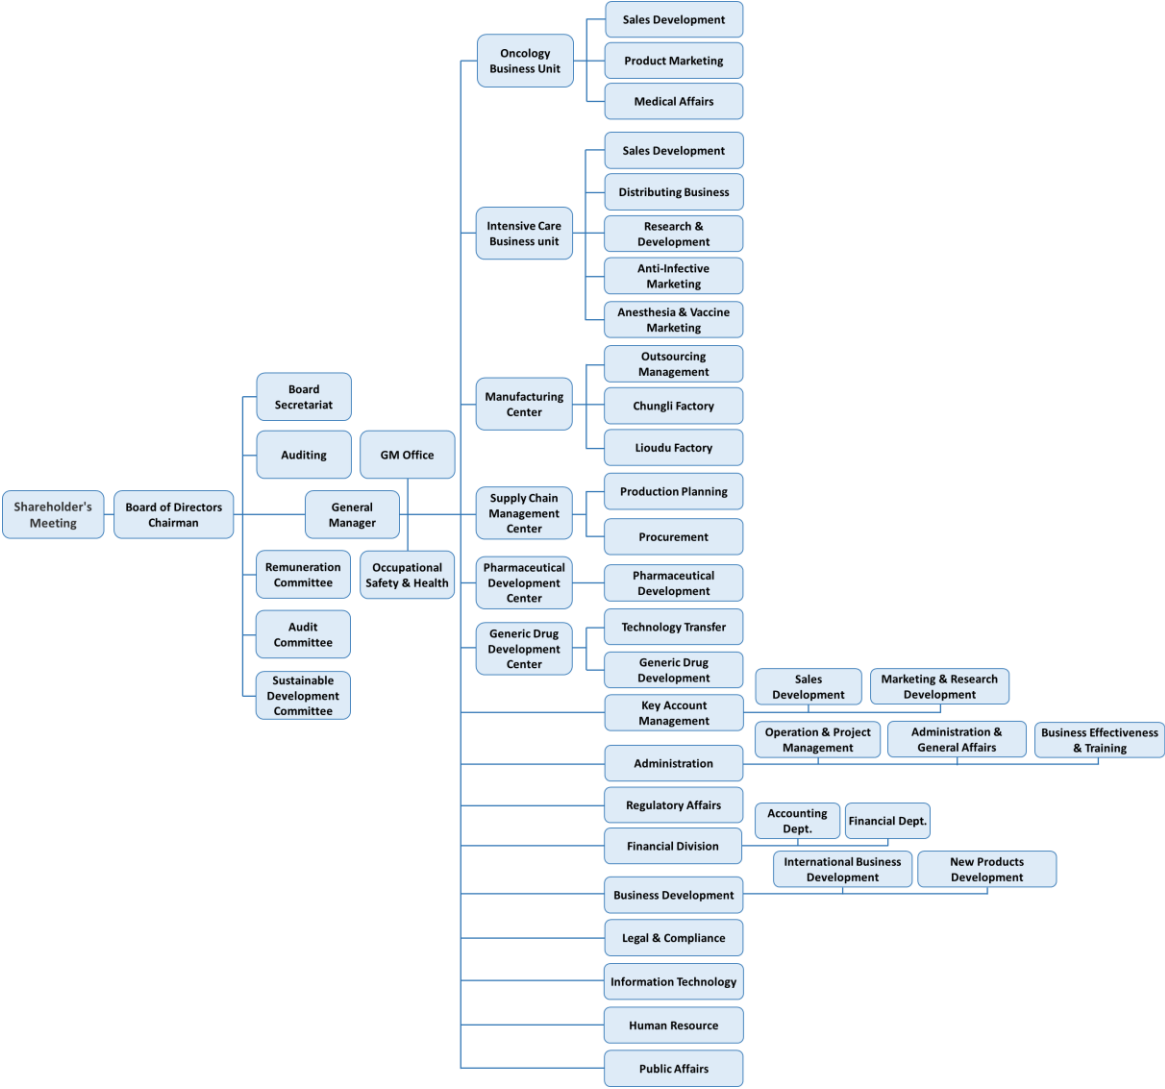 Shareholder's
Meeting
Board of Directors
Chairman
Board
Secretariat
Auditing
Remuneration
Committee
Audit
Committee
Sustainable
Development
Committee
General
Manager
GM Office
Occupational
Safety & Health
Oncology
Business Unit
Sales Development
Product Marketing
Medical Affairs
Intensive Care
Business unit
Sales Development
Distributing Business
Research &
Development
Anti-Infective
Marketing
Anesthesia & Vaccine
Marketing
Manufacturing
Center
Outsourcing
Management
Chungli Factory
Lioudu Factory
Supply Chain
Management
Center
Production Planning
Procurement
Pharmaceutical
Development
Center
Pharmaceutical
Development
Generic Drug
Development
Center
Technology Transfer
Generic Drug
Development
Key Account
Management
Sales
Development
Marketing & Research
Development
Administration
Operation & Project
Management
Administration &
General Affairs
Business Effectiveness
& Training
Regulatory Affairs
Financial Division
Accounting
Dept.
Financial Dept.
Business Development
International Business
Development
New Products
Development
Legal & Compliance
Information Technology
Human Resource
Public Affairs